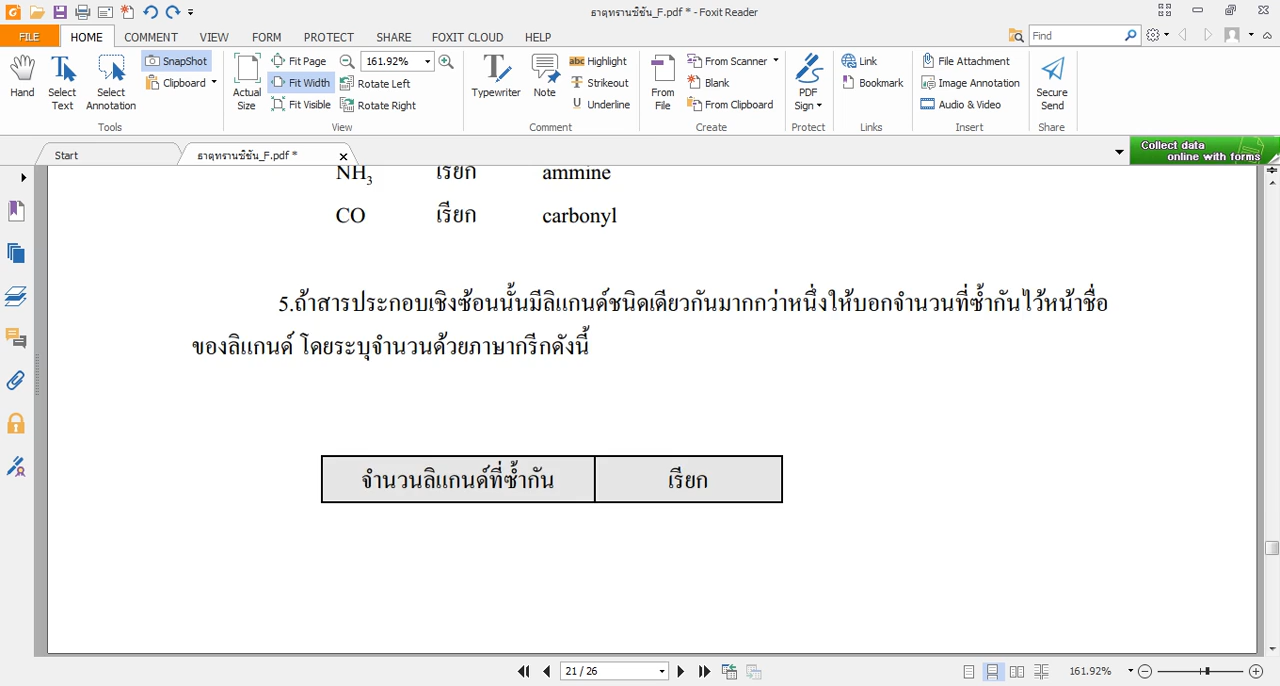 ธาตุทรานซิชัน_F.pdf * - Foxit Reader
FILE HOME COMMENT VIEW FORM PROTECT SHARE FOXIT CLOUD HELP Find
SnapShot Fit Page 161.92% abc Highlight From Scanner Link File Attachment
Clipboard Fit Width Rotate Left Strikeout Blank Bookmark Image Annotation
Hand Select Text Select Annotation Actual Size Fit Visible Rotate Right Typewriter Note U Underline From File From Clipboard PDF Sign Audio & Video Secure Send
Tools View Comment Create Protect Links Insert Share
Start ธาตุทรานซิชัน_F.pdf * x Collect data
online with forms
NH3 เรียก ammine
CO เรียก carbonyl
5.ถ้าสารประกอบเชิงซ้อนนั้นมีลิแกนด์ชนิดเดียวกันมากกว่าหนึ่งให้บอกจำนวนที่ซ้ำกันไว้หน้าชื่อ
ของลิแกนด์ โดยระบุจำนวนด้วยภาษากรีกดังนี้
จำนวนลิแกนด์ที่ซ้ำกัน เรียก
21 / 26 161.92%